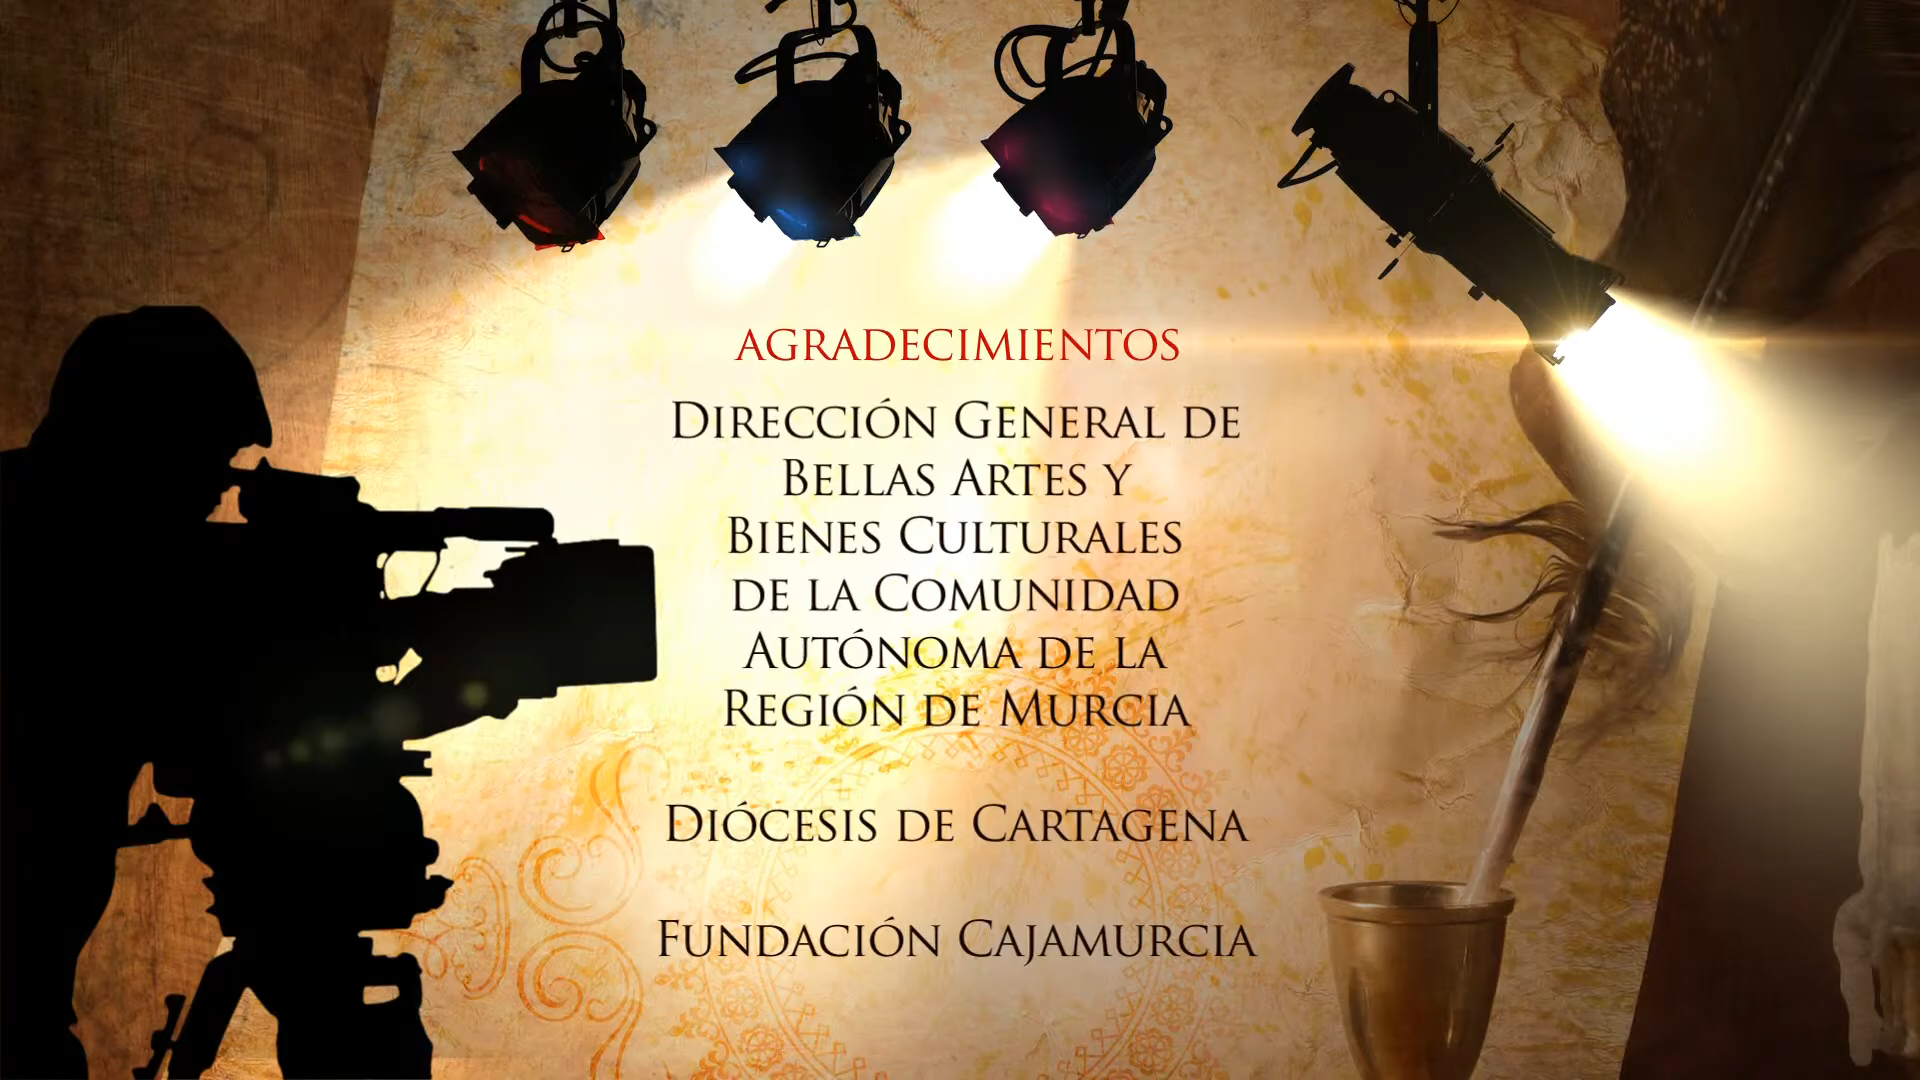 AGRADECIMIENTOS
DIRECCIÓN GENERAL DE
BELLAS ARTES Y
BIENES CULTURALES
DE LA COMUNIDAD
AUTÓNOMA DE LA
REGIÓN DE MURCIA
DIÓCESIS DE CARTAGENA
FUNDACIÓN CAJAMURCIA